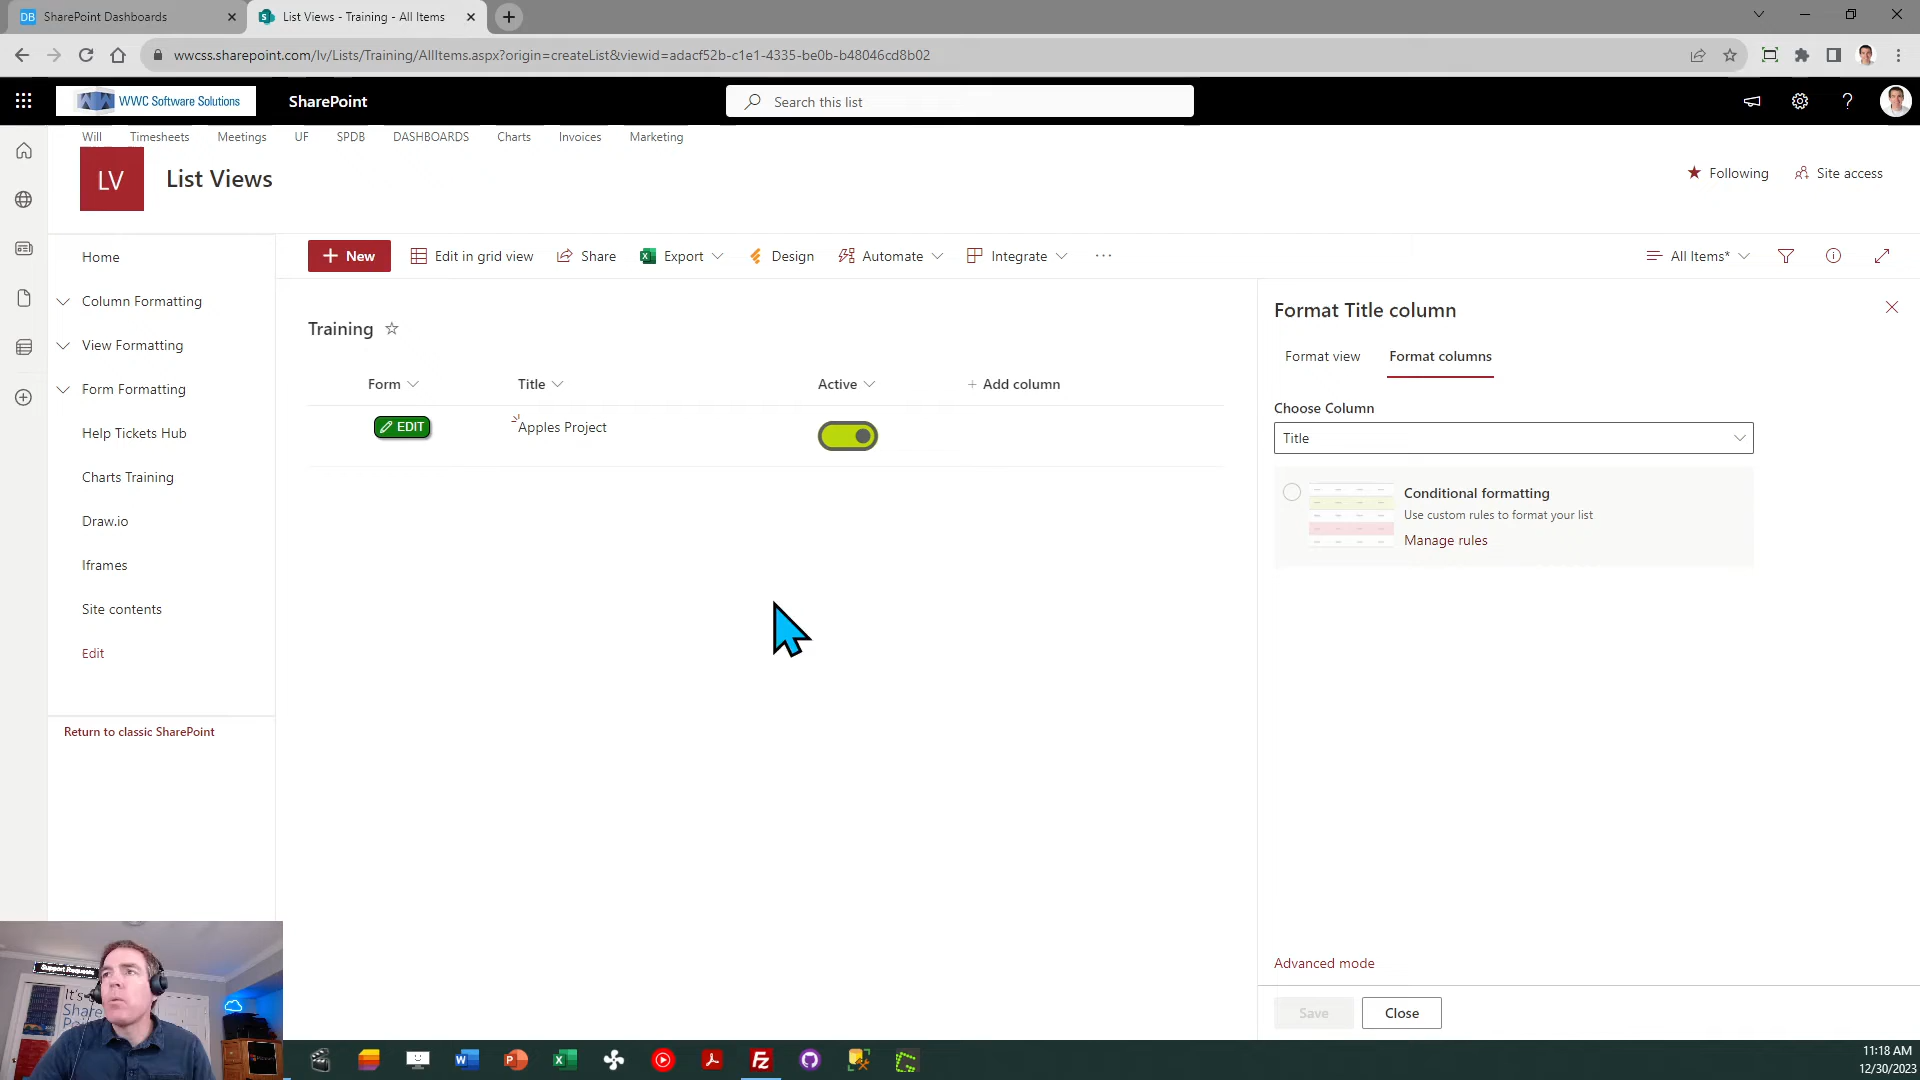 DB SharePoint Dashboards
S List Views - Training - All Items
wwcss.sharepoint.com/lv/Lists/Training/AllItems.aspx?origin=createList&viewid=adacf52b-c1e1-4335-be0b-b48046cd8b02
WWC Software Solutions SharePoint Search this list ?
Will Timesheets Meetings UF SPDB DASHBOARDS Charts Invoices Marketing
LV List Views Following Site access
Home
Column Formatting
View Formatting
Form Formatting
Help Tickets Hub
Charts Training
Draw.io
Iframes
Site contents
Edit
Return to classic SharePoint
+ New Edit in grid view Share Export Design Automate Integrate ··· All Items*
Training
Form Title Active + Add column
EDIT Apples Project
Format Title column
Format view Format columns
Choose Column
Title
Conditional formatting
Use custom rules to format your list
Manage rules
Advanced mode
Save Close
Support Requests
It's
Share
11:18 AM
12/30/2023